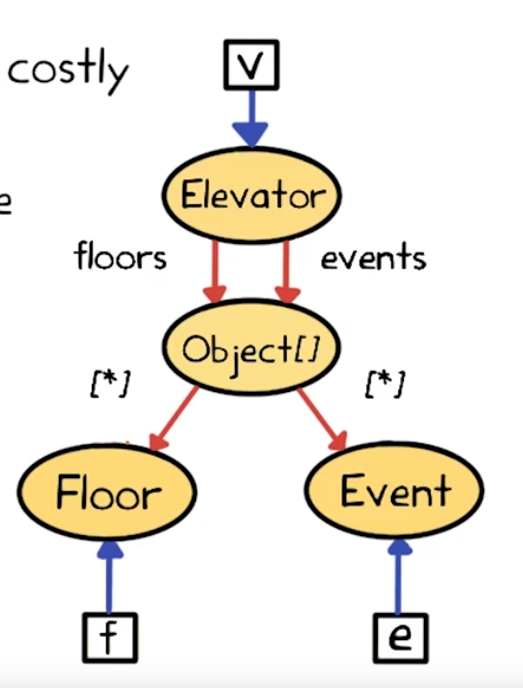 costly
v
e
Elevator
floors
events
Object[]
[*]
[*]
Floor
Event
f
e